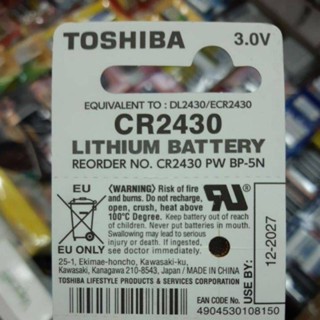 TOSHIBA 3.0V
EQUIVALENT TO : DL2430/ECR2430
CR2430
LITHIUM BATTERY
REORDER NO. CR2430 PW BP-5N
EU
EU ONLY
(WARNING) Risk of fire
and burns. Do not recharge,
open, crush, heat above
100°C Degree. Keep battery out of reach
of children. Never put batteries in mouth.
Swallowing may lead to serious
injury or death. If ingested,
see doctor immediately.
25-1, Ekimae-honcho, Kawasaki-ku,
Kawasaki, Kanagawa 210-8543, Japan MADE IN CHINA
TOSHIBA LIFESTYLE PRODUCTS & SERVICES CORPORATION
USE BY: 12-2027
EAN CODE No.
4904530108150